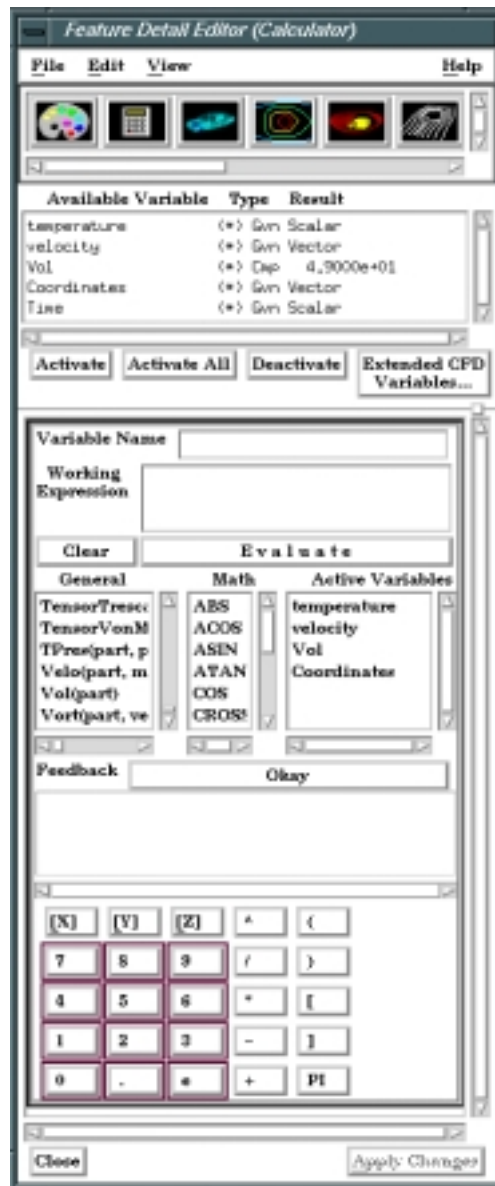 Feature Detail Editor (Calculator)
File Edit View Help
Available Variable Type Result
temperature (*) Gvn Scalar
velocity (*) Gvn Vector
Vol (*) Cmp 4.9000e+01
Coordinates (*) Gvn Vector
Time (*) Gvn Scalar
Activate Activate All Deactivate Extended CFD
Variables...
Variable Name
Working
Expression
Clear Evaluate
General Math Active Variables
TensorTresca ABS temperature
TensorVonM ACOS velocity
TPres(part, p ASIN Vol
Velo(part, m ATAN Coordinates
Vol(part) COS
Vort(part, ve CROSS
Feedback Okay
[X] [Y] [Z] ^ (
7 8 9 / )
4 5 6 * [
1 2 3 - ]
0 . e + PI
Close Apply Changes